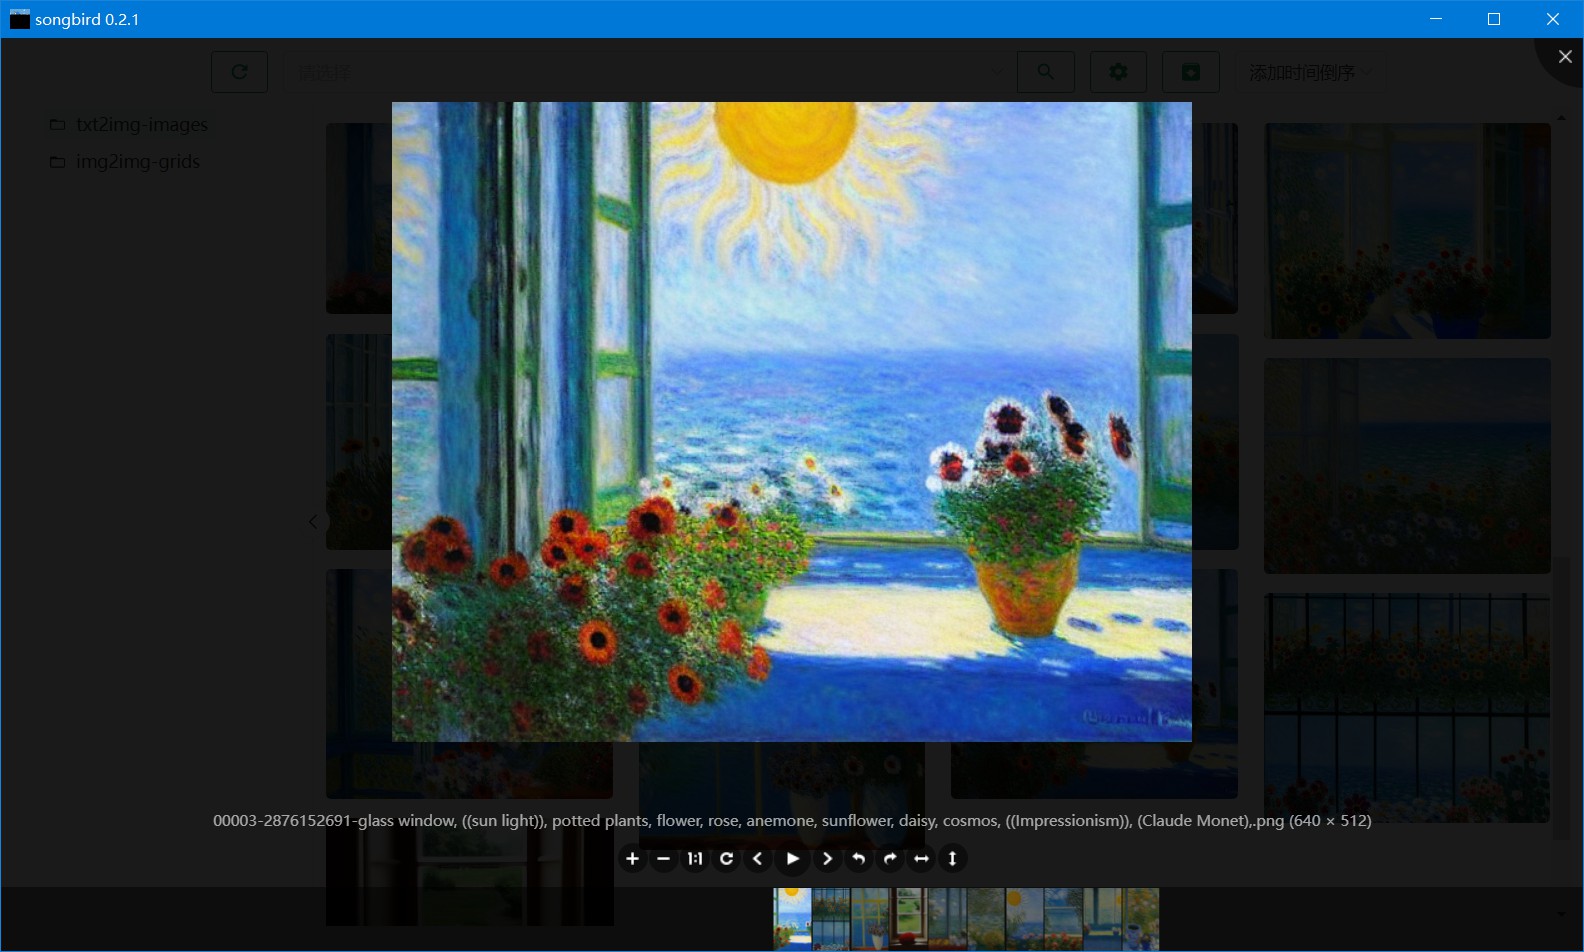 songbird 0.2.1
请选择
添加时间倒序
txt2img-images
img2img-grids
00003-2876152691-glass window, ((sun light)), potted plants, flower, rose, anemone, sunflower, daisy, cosmos, ((Impressionism)), (Claude Monet),.png (640 × 512)
1:1